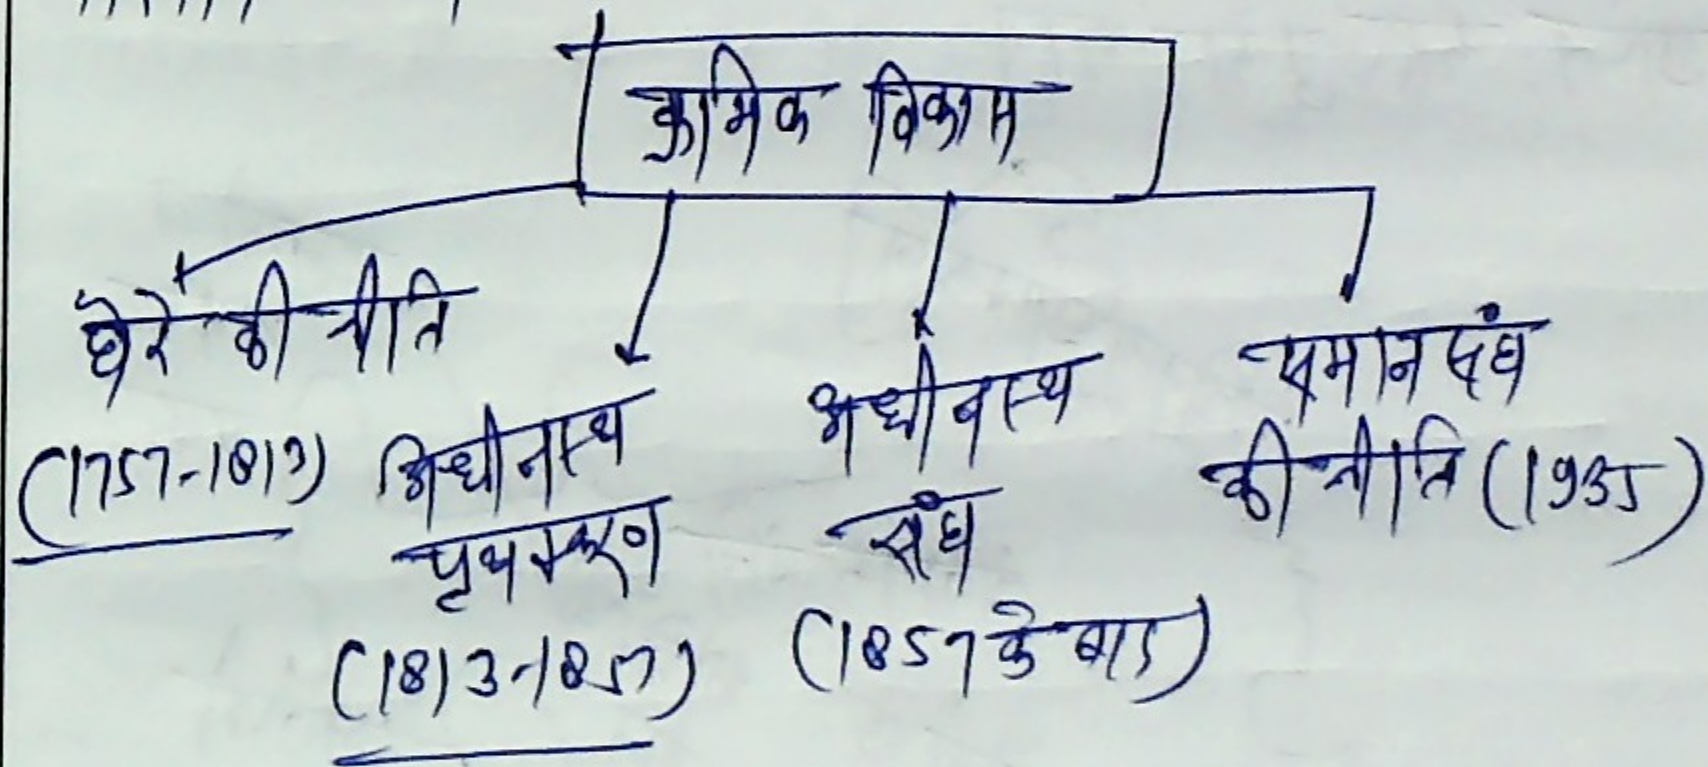 क्रमिक विकास
घेरे की नीति
(1757-1813)
अधीनस्थ
पृथक्करण
(1813-1857)
अधीनस्थ
संघ
(1857 के बाद)
समान संघ
की नीति (1935)